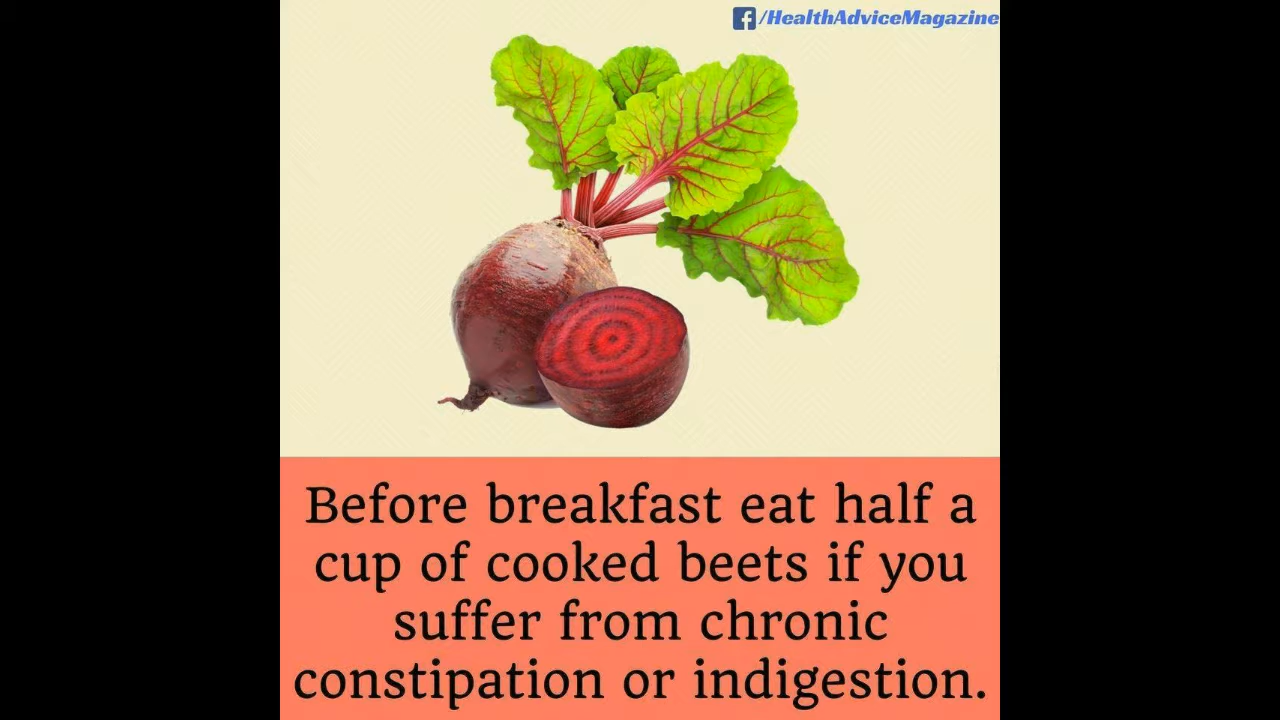 /HealthAdviceMagazine
Before breakfast eat half a
cup of cooked beets if you
suffer from chronic
constipation or indigestion.